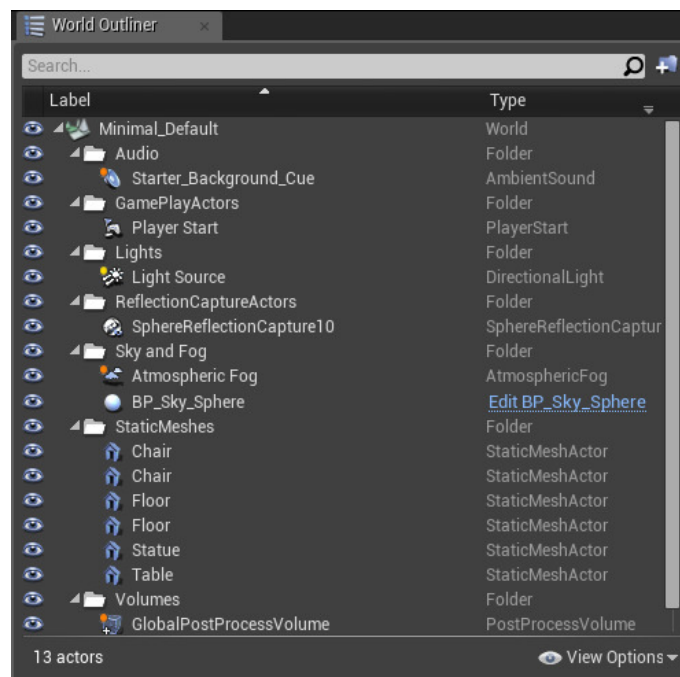 World Outliner
Search...
Label Type
Minimal_Default World
Audio Folder
Starter_Background_Cue AmbientSound
GamePlayActors Folder
Player Start PlayerStart
Lights Folder
Light Source DirectionalLight
ReflectionCaptureActors Folder
SphereReflectionCapture10 SphereReflectionCaptur
Sky and Fog Folder
Atmospheric Fog AtmosphericFog
BP_Sky_Sphere Edit BP_Sky_Sphere
StaticMeshes Folder
Chair StaticMeshActor
Chair StaticMeshActor
Floor StaticMeshActor
Floor StaticMeshActor
Statue StaticMeshActor
Table StaticMeshActor
Volumes Folder
GlobalPostProcessVolume PostProcessVolume
13 actors View Options